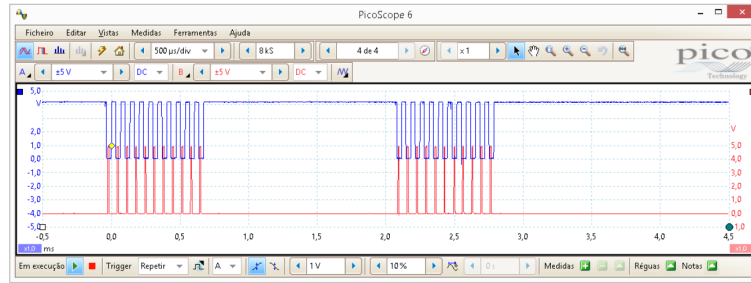 PicoScope 6
Ficheiro Editar Vistas Medidas Ferramentas Ajuda
500 µs/div 8 kS 4 de 4 x 1
pico
Technology
A ±5 V DC B ±5 V DC
5,0
V
2,0
1,0
0,0
-1,0
-2,0
-3,0
-4,0
-5,0
V
5,0
4,0
3,0
2,0
1,0
0,0
-1,0
-0,5 0,0 0,5 1,0 1,5 2,0 2,5 3,0 3,5 4,0 4,5
x1,0 ms x1,0
Em execução Trigger Repetir A 1 V 10% 0 s Medidas Réguas Notas